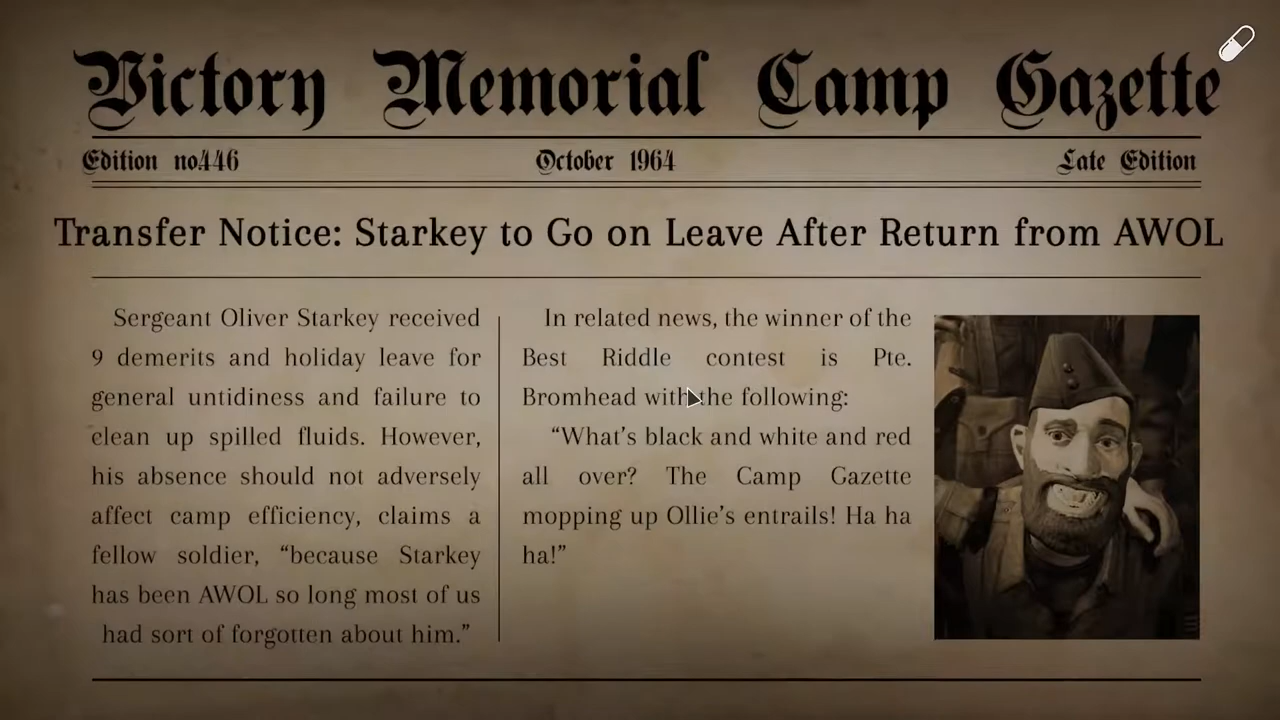 Victory Memorial Camp Gazette
Edition no.446
October 1964
Late Edition
Transfer Notice: Starkey to Go on Leave After Return from AWOL
Sergeant Oliver Starkey received
9 demerits and holiday leave for
general untidiness and failure to
clean up spilled fluids. However,
his absence should not adversely
affect camp efficiency, claims a
fellow soldier, “because Starkey
has been AWOL so long most of us
had sort of forgotten about him.”
In related news, the winner of the
Best Riddle contest is Pte.
Bromhead with the following:
“What’s black and white and red
all over? The Camp Gazette
mopping up Ollie’s entrails! Ha ha
ha!”